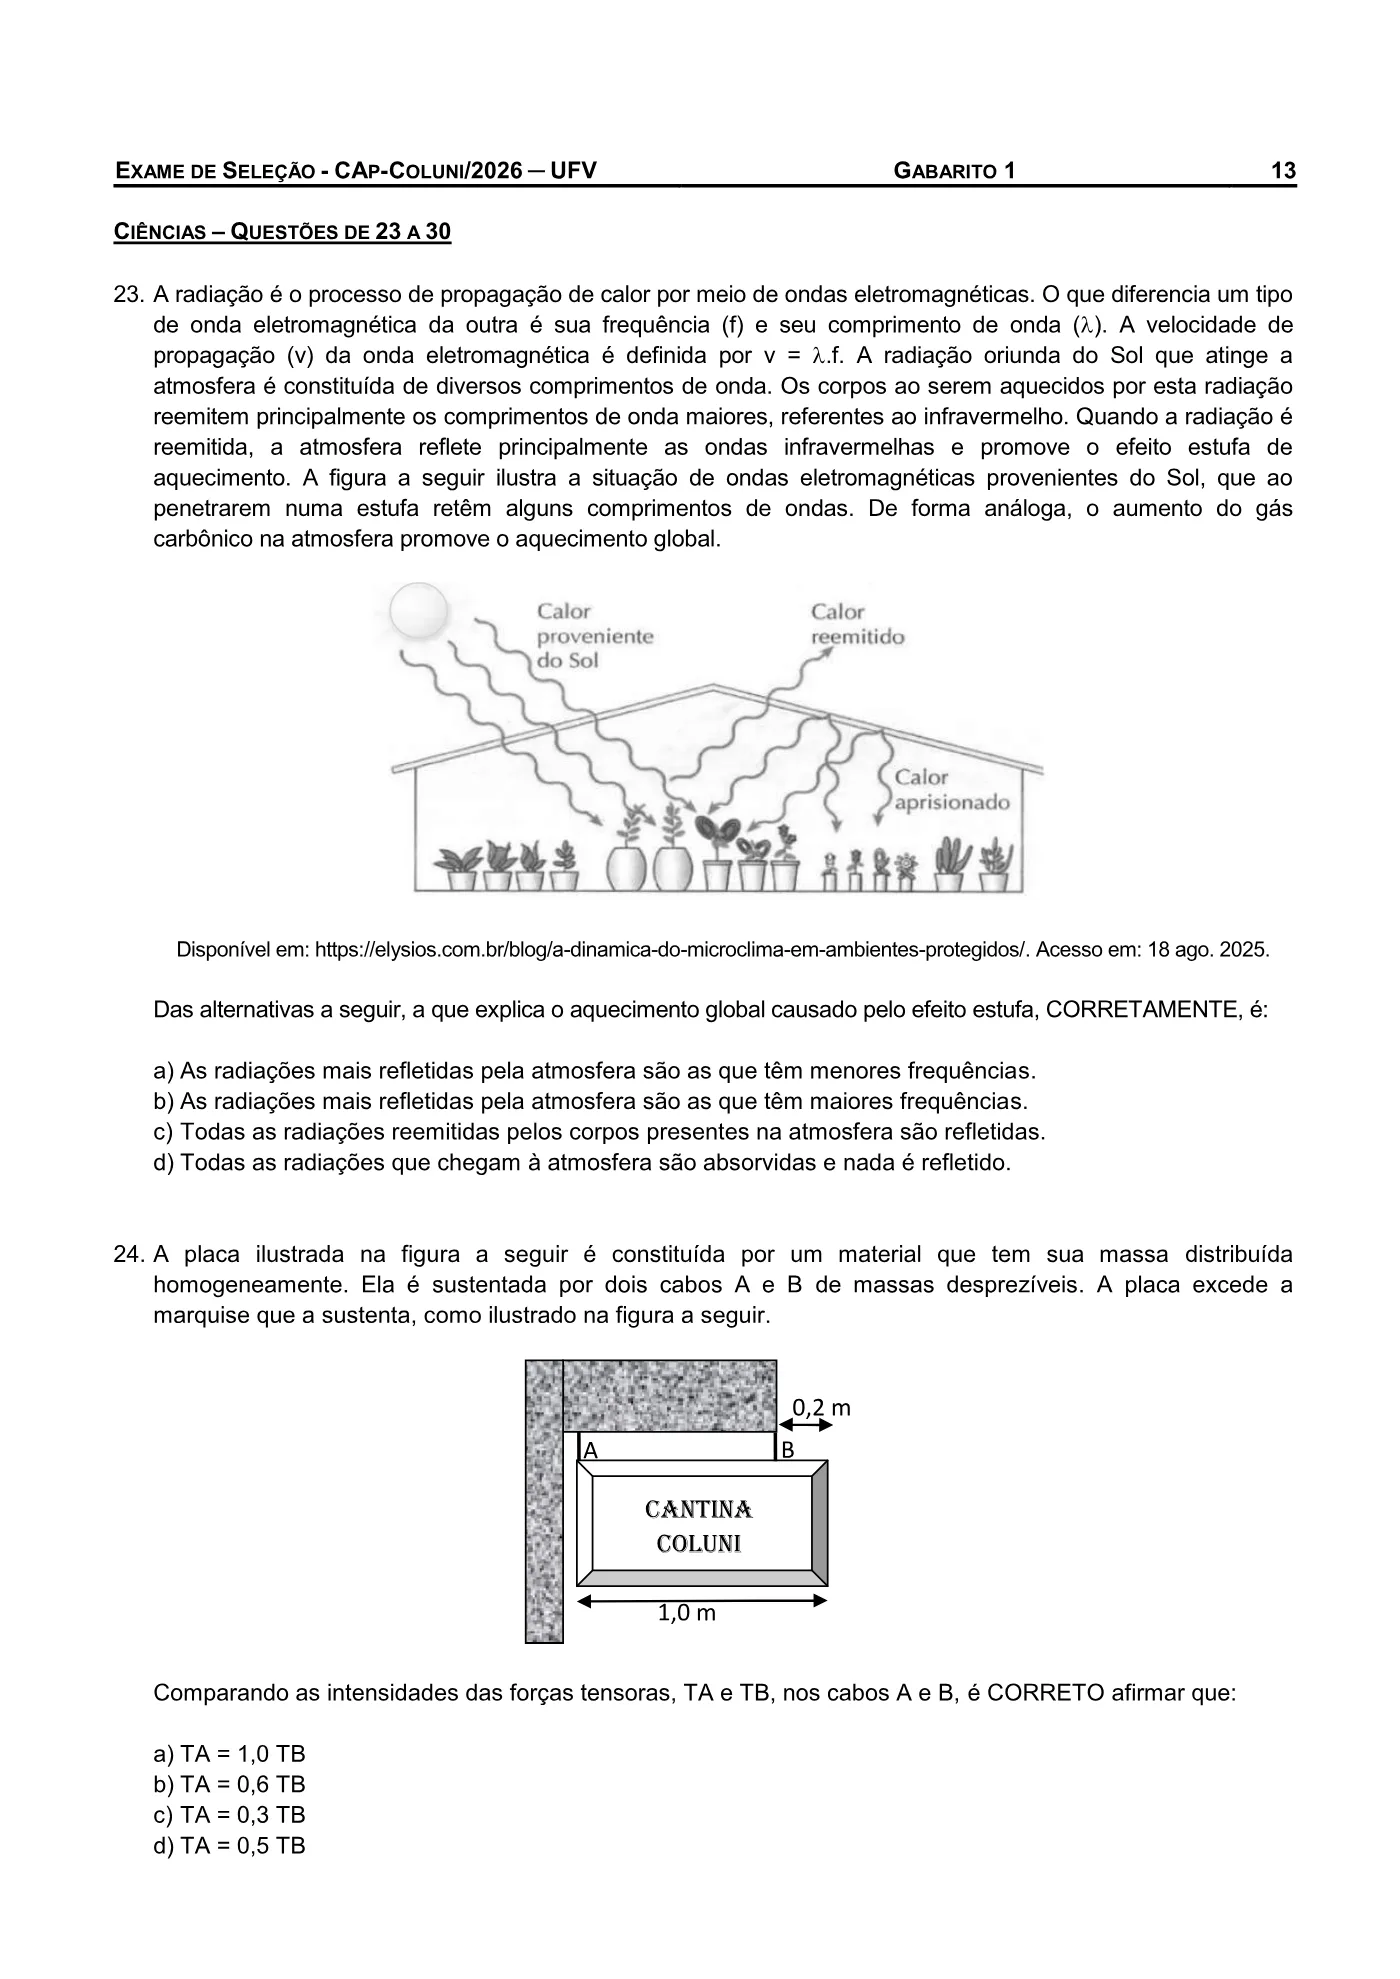 EXAME DE SELEÇÃO - CAP-COLUNI/2026 — UFV GABARITO 1 13
CIÊNCIAS – QUESTÕES DE 23 A 30
23. A radiação é o processo de propagação de calor por meio de ondas eletromagnéticas. O que diferencia um tipo
de onda eletromagnética da outra é sua frequência (f) e seu comprimento de onda (λ). A velocidade de
propagação (v) da onda eletromagnética é definida por v = λ.f. A radiação oriunda do Sol que atinge a
atmosfera é constituída de diversos comprimentos de onda. Os corpos ao serem aquecidos por esta radiação
reemitem principalmente os comprimentos de onda maiores, referentes ao infravermelho. Quando a radiação é
reemitida, a atmosfera reflete principalmente as ondas infravermelhas e promove o efeito estufa de
aquecimento. A figura a seguir ilustra a situação de ondas eletromagnéticas provenientes do Sol, que ao
penetrarem numa estufa retêm alguns comprimentos de ondas. De forma análoga, o aumento do gás
carbônico na atmosfera promove o aquecimento global.
Calor
proveniente
do Sol
Calor
reemitido
Calor
aprisionado
Disponível em: https://elysios.com.br/blog/a-dinamica-do-microclima-em-ambientes-protegidos/. Acesso em: 18 ago. 2025.
Das alternativas a seguir, a que explica o aquecimento global causado pelo efeito estufa, CORRETAMENTE, é:
a) As radiações mais refletidas pela atmosfera são as que têm menores frequências.
b) As radiações mais refletidas pela atmosfera são as que têm maiores frequências.
c) Todas as radiações reemitidas pelos corpos presentes na atmosfera são refletidas.
d) Todas as radiações que chegam à atmosfera são absorvidas e nada é refletido.
24. A placa ilustrada na figura a seguir é constituída por um material que tem sua massa distribuída
homogeneamente. Ela é sustentada por dois cabos A e B de massas desprezíveis. A placa excede a
marquise que a sustenta, como ilustrado na figura a seguir.
0,2 m
A B
CANTINA
COLUNI
1,0 m
Comparando as intensidades das forças tensoras, TA e TB, nos cabos A e B, é CORRETO afirmar que:
a) TA = 1,0 TB
b) TA = 0,6 TB
c) TA = 0,3 TB
d) TA = 0,5 TB